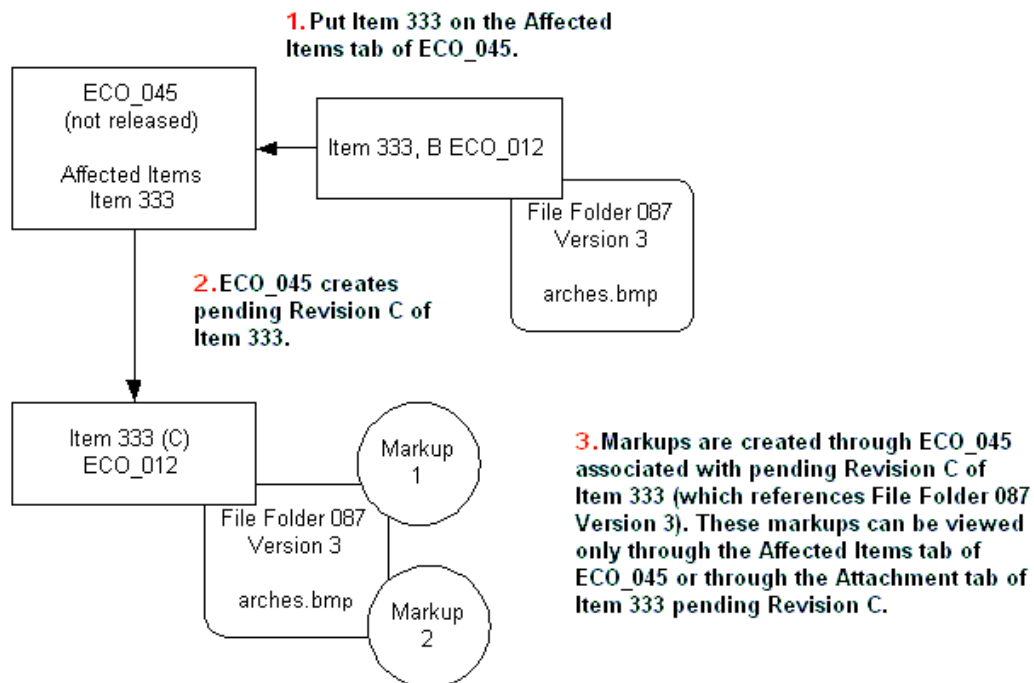 1. Put Item 333 on the Affected
Items tab of ECO_045.
ECO_045
(not released)
Affected Items
Item 333
Item 333, B ECO_012
File Folder 087
Version 3
arches.bmp
2. ECO_045 creates
pending Revision C of
Item 333.
Item 333 (C)
ECO_012
Markup
1
File Folder 087
Version 3
arches.bmp
Markup
2
3. Markups are created through ECO_045
associated with pending Revision C of
Item 333 (which references File Folder 087
Version 3). These markups can be viewed
only through the Affected Items tab of
ECO_045 or through the Attachment tab of
Item 333 pending Revision C.